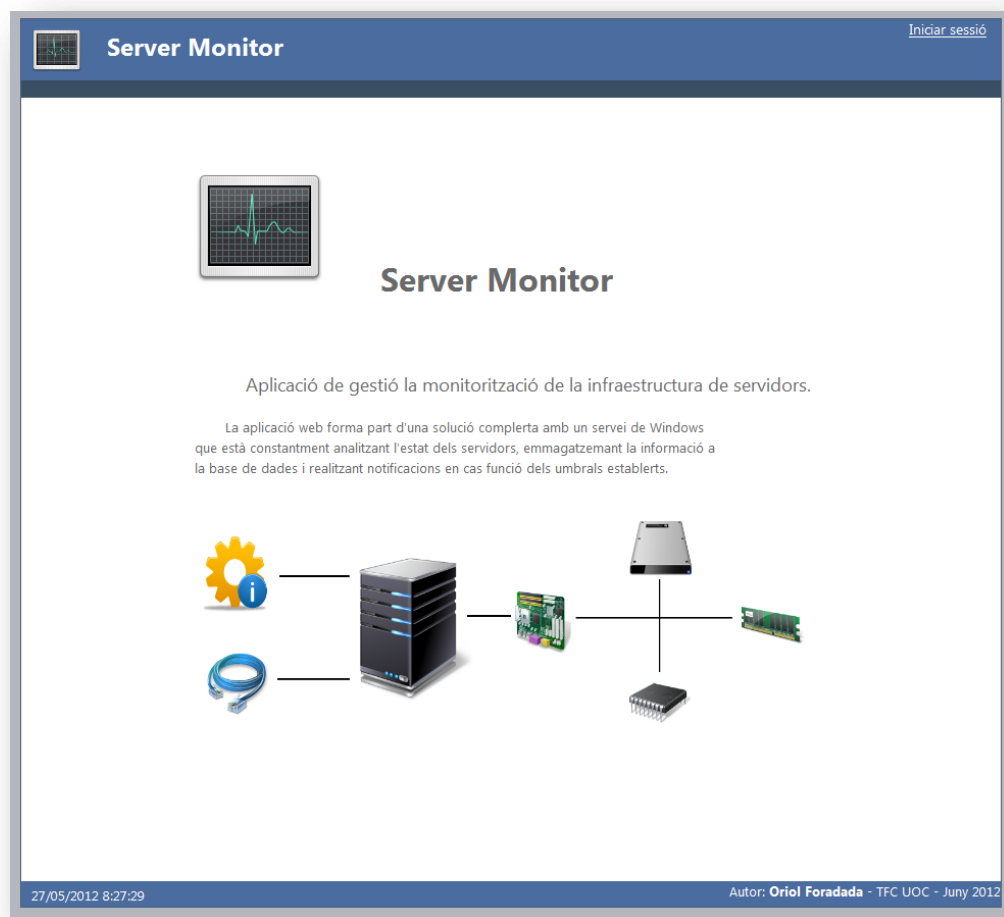 Iniciar sessió
Server Monitor
Server Monitor
Aplicació de gestió la monitorització de la infraestructura de servidors.
La aplicació web forma part d'una solució complerta amb un servei de Windows
que està constantment analitzant l'estat dels servidors, emmagatzemant la informació a
la base de dades i realitzant notificacions en cas funció dels umbrals establerts.
27/05/2012 8:27:29
Autor: Oriol Foradada - TFC UOC - Juny 2012